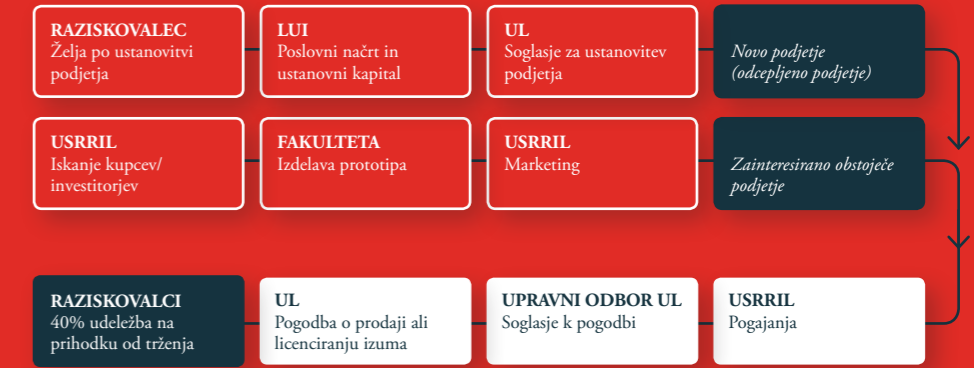 RAZISKOVALEC
Želja po ustanovitvi
podjetja
LUI
Poslovni načrt in
ustanovni kapital
UL
Soglasje za ustanovitev
podjetja
Novo podjetje
(odcepljeno podjetje)
USRRIL
Iskanje kupcev/
investitorjev
FAKULTETA
Izdelava prototipa
USRRIL
Marketing
Zainteresirano obstoječe
podjetje
RAZISKOVALCI
40% udeležba na
prihodku od trženja
UL
Pogodba o prodaji ali
licenciranju izuma
UPRAVNI ODBOR UL
Soglasje k pogodbi
USRRIL
Pogajanja